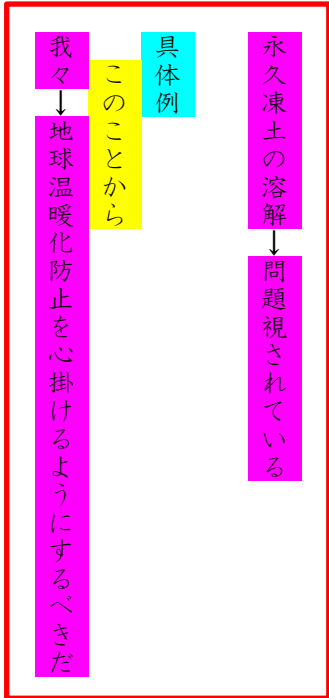 永久凍土の溶解→問題視されている
具体例
このことから
我々→地球温暖化防止を心掛けるようにするべきだ